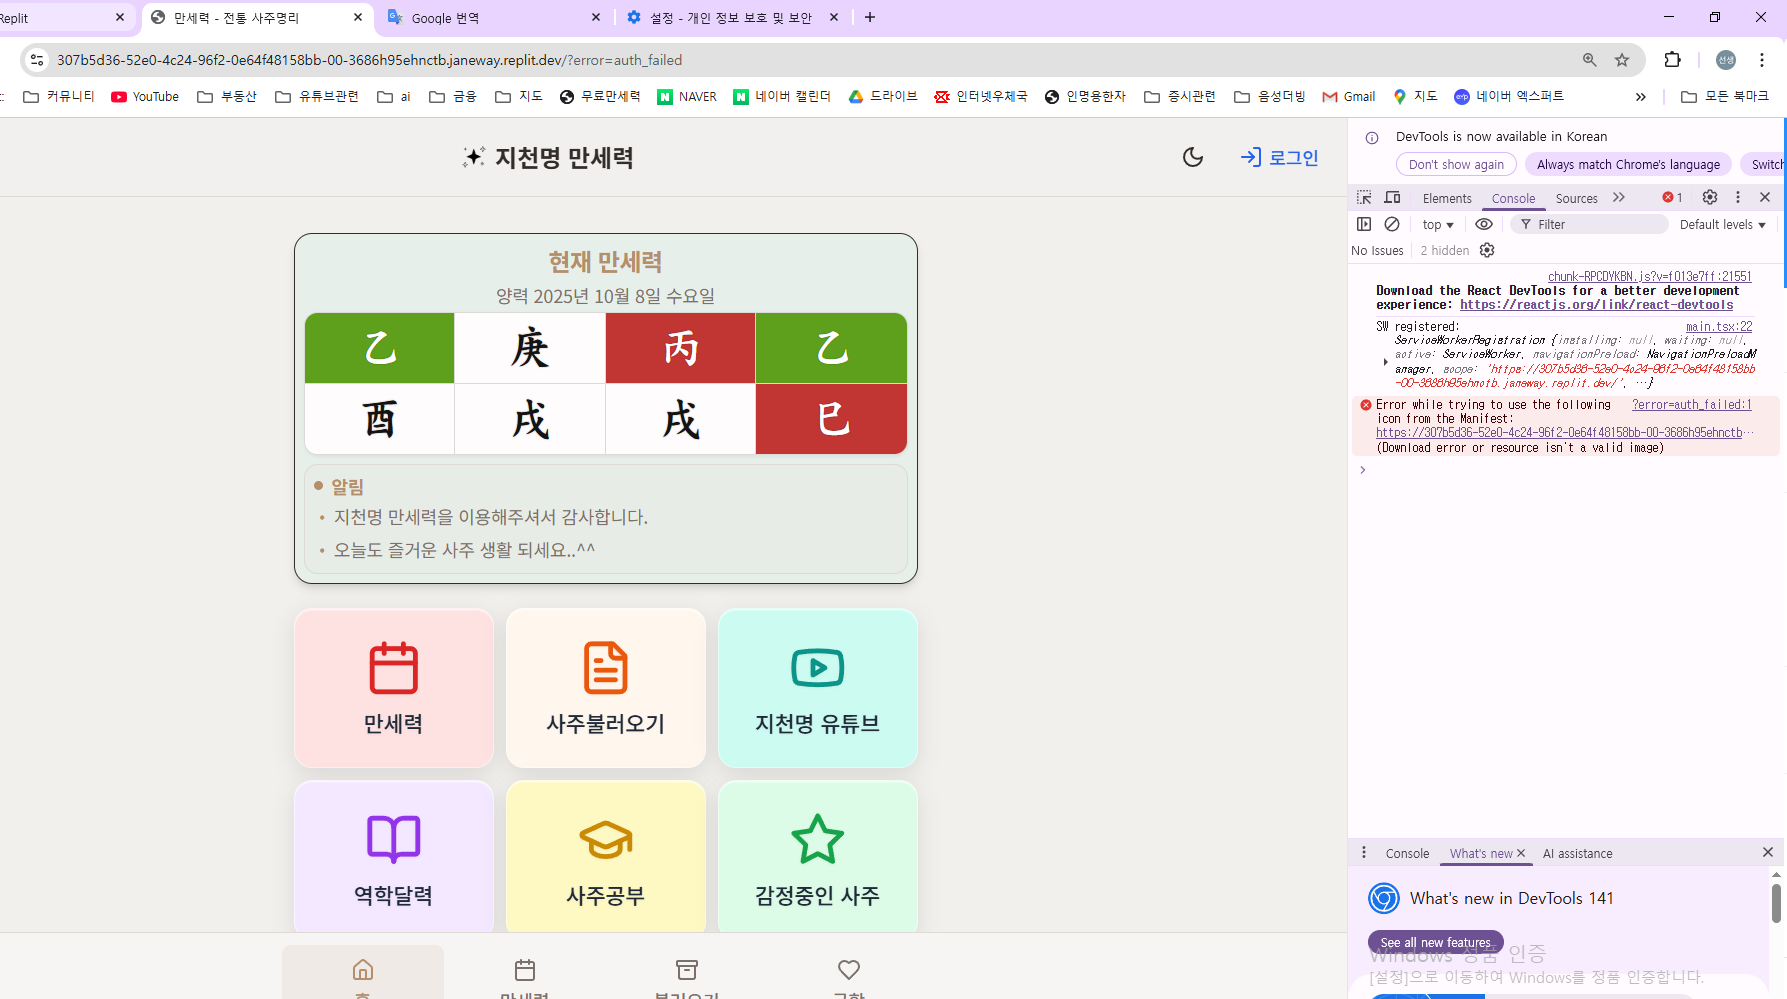 Replit
만세력 - 전통 사주명리
Google 번역
설정 - 개인 정보 보호 및 보안
307b5d36-52e0-4c24-96f2-0e64f48158bb-00-3686h95ehnctb.janeway.replit.dev/?error=auth_failed
선생
커뮤니티 YouTube 부동산 유튜브관련 ai 금융 지도 무료만세력 NAVER 네이버 캘린더 드라이브 인터넷우체국 인명용한자 증시관련 음성더빙 Gmail 지도 네이버 엑스퍼트 모든 북마크
지천명 만세력
로그인
현재 만세력
양력 2025년 10월 8일 수요일
乙 庚 丙 乙
酉 戌 戌 巳
알림
• 지천명 만세력을 이용해주셔서 감사합니다.
• 오늘도 즐거운 사주 생활 되세요..^^
만세력 사주불러오기 지천명 유튜브
역학달력 사주공부 감정중인 사주
DevTools is now available in Korean
Don't show again Always match Chrome's language Switch
Elements Console Sources 1
top Filter Default levels
No Issues 2 hidden
chunk-RPCDYKBN.js?v=f013e7ff:21551
Download the React DevTools for a better development
experience: https://reactjs.org/link/react-devtools
SW registered: main.tsx:22
ServiceWorkerRegistration {installing: null, waiting: null,
active: ServiceWorker, navigationPreload: NavigationPreloadM
anager, scope: 'https://307b5d36-52e0-4c24-96f2-0e64f48158bb
-00-3686h95ehnctb.janeway.replit.dev/', …}
Error while trying to use the following ?error=auth_failed:1
icon from the Manifest:
https://307b5d36-52e0-4c24-96f2-0e64f48158bb-00-3686h95ehnctb…
(Download error or resource isn't a valid image)
Console What's new AI assistance
What's new in DevTools 141
See all new features
Windows 정품 인증
[설정]으로 이동하여 Windows를 정품 인증합니다.